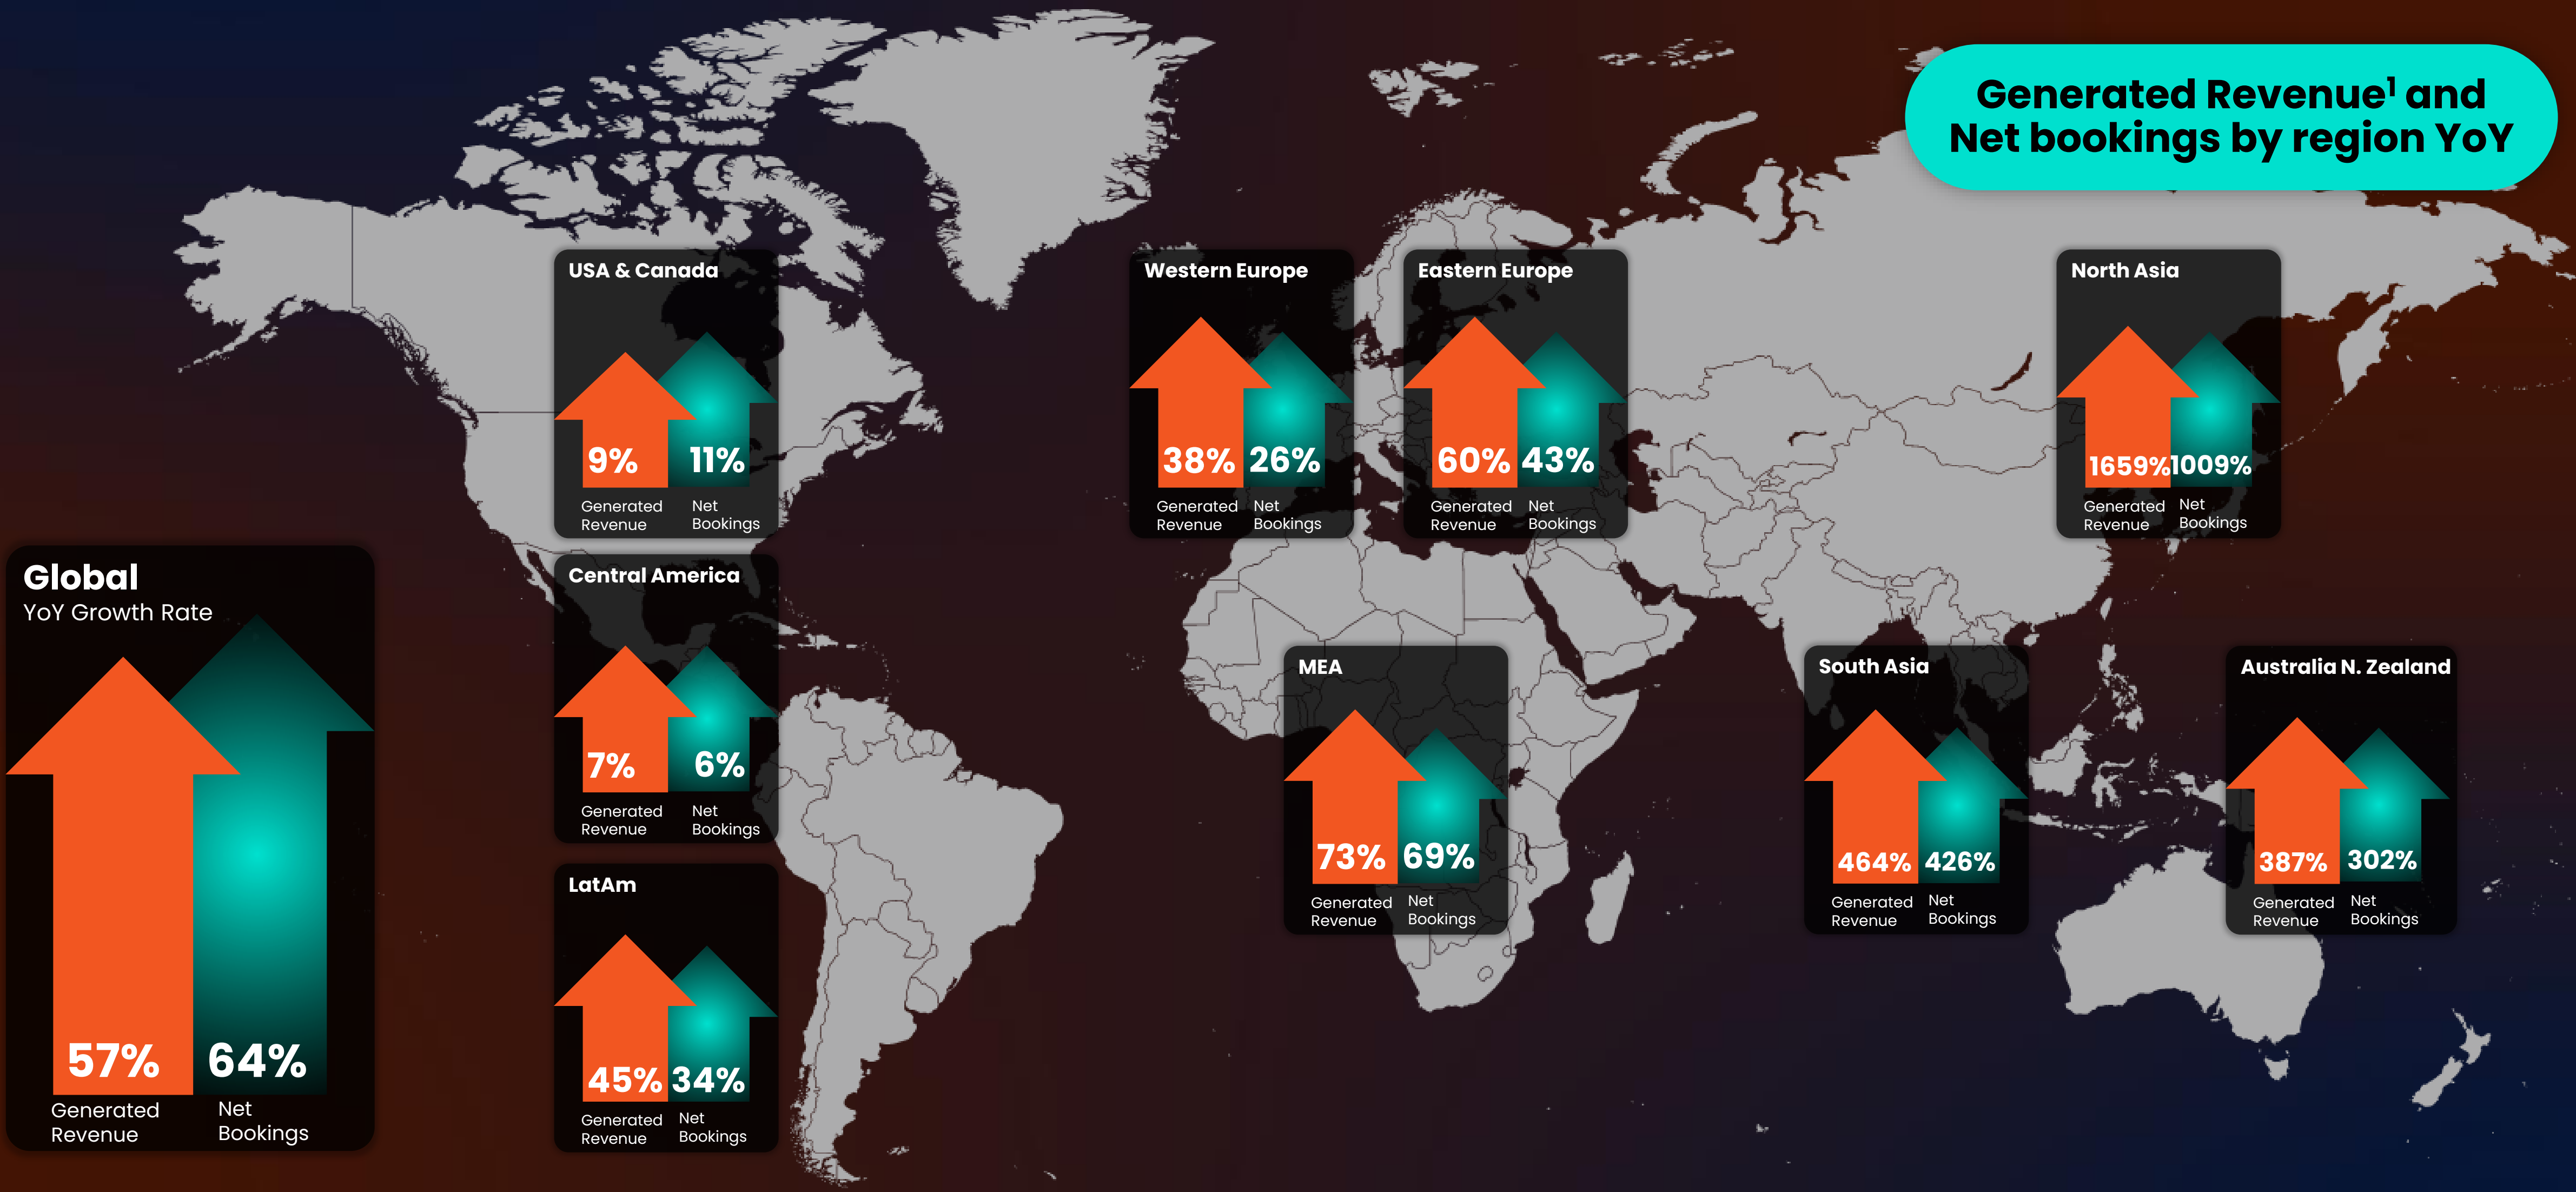 Generated Revenue¹ and
Net bookings by region YoY
USA & Canada
9% 11%
Generated Revenue
Net Bookings
Western Europe
38% 26%
Generated Revenue
Net Bookings
Eastern Europe
60% 43%
Generated Revenue
Net Bookings
North Asia
1659% 1009%
Generated Revenue
Net Bookings
Global
YoY Growth Rate
57% 64%
Generated Revenue
Net Bookings
Central America
7% 6%
Generated Revenue
Net Bookings
LatAm
45% 34%
Generated Revenue
Net Bookings
MEA
73% 69%
Generated Revenue
Net Bookings
South Asia
464% 426%
Generated Revenue
Net Bookings
Australia N. Zealand
387% 302%
Generated Revenue
Net Bookings